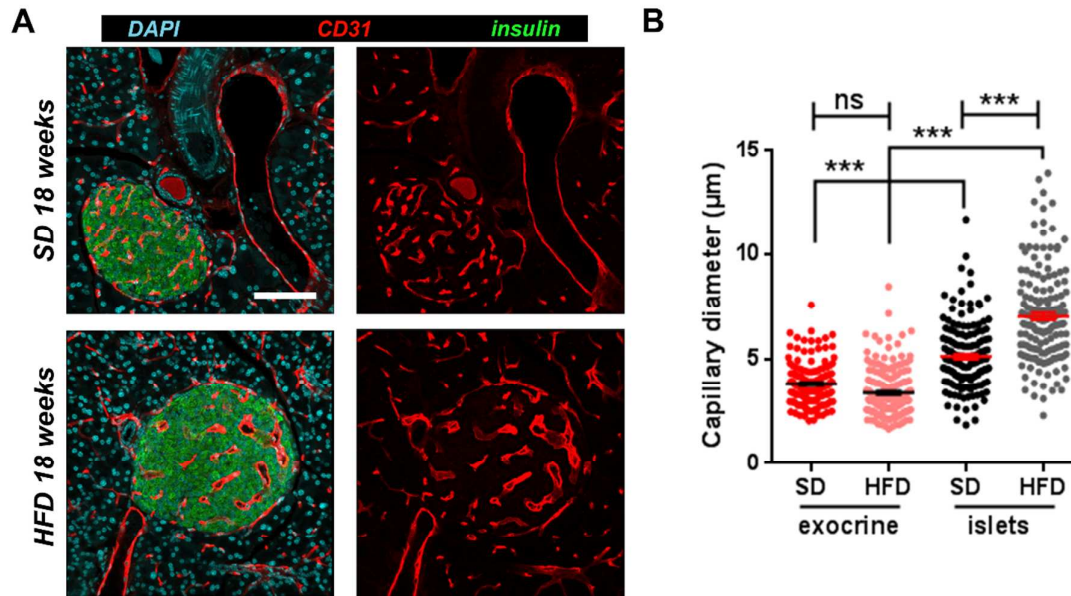 A
DAPI CD31 insulin
SD 18 weeks
HFD 18 weeks
B
ns
***
***
***
Capillary diameter (µm)
15
10
5
0
SD HFD SD HFD
exocrine islets